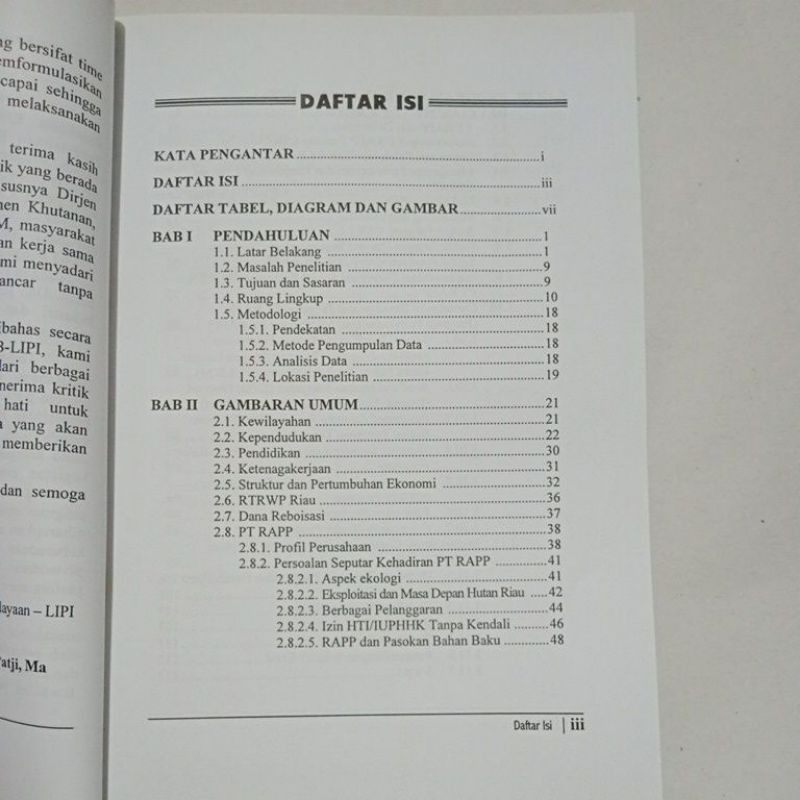 ng bersifat time
emformulasikan
capai sehingga
melaksanakan
terima kasih
ik yang berada
ususnya Dirjen
men Khutanan,
M, masyarakat
an kerja sama
mi menyadari
ancar tanpa
ibahas secara
B-LIPI, kami
dari berbagai
nerima kritik
hati untuk
a yang akan
memberikan
dan semoga
dayaan – LIPI
Patji, Ma
DAFTAR ISI
KATA PENGANTAR ........ i
DAFTAR ISI ........ iii
DAFTAR TABEL, DIAGRAM DAN GAMBAR ........ vii
BAB I PENDAHULUAN ........ 1
1.1. Latar Belakang ........ 1
1.2. Masalah Penelitian ........ 9
1.3. Tujuan dan Sasaran ........ 9
1.4. Ruang Lingkup ........ 10
1.5. Metodologi ........ 18
1.5.1. Pendekatan ........ 18
1.5.2. Metode Pengumpulan Data ........ 18
1.5.3. Analisis Data ........ 18
1.5.4. Lokasi Penelitian ........ 19
BAB II GAMBARAN UMUM ........ 21
2.1. Kewilayahan ........ 21
2.2. Kependudukan ........ 22
2.3. Pendidikan ........ 30
2.4. Ketenagakerjaan ........ 31
2.5. Struktur dan Pertumbuhan Ekonomi ........ 32
2.6. RTRWP Riau ........ 36
2.7. Dana Reboisasi ........ 37
2.8. PT RAPP ........ 38
2.8.1. Profil Perusahaan ........ 38
2.8.2. Persoalan Seputar Kehadiran PT RAPP ........ 41
2.8.2.1. Aspek ekologi ........ 41
2.8.2.2. Eksploitasi dan Masa Depan Hutan Riau ..... 42
2.8.2.3. Berbagai Pelanggaran ........ 44
2.8.2.4. Izin HTI/IUPHHK Tanpa Kendali ........ 46
2.8.2.5. RAPP dan Pasokan Bahan Baku ........ 48
Daftar Isi | iii